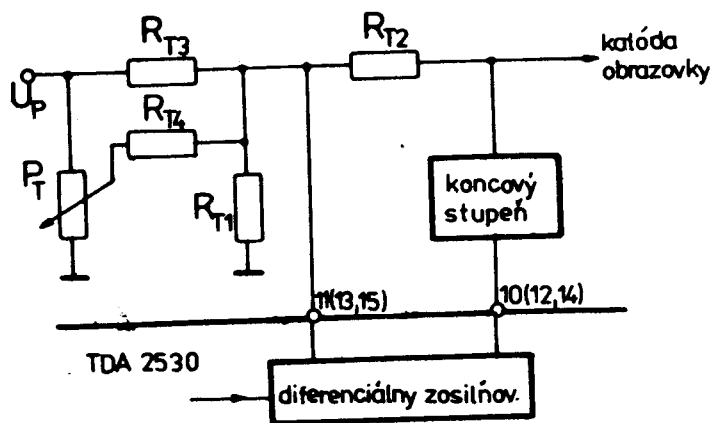 R_T3
R_T2
katóda
obrazovky
U_P
R_T4
P_T
R_T1
koncový
stupeň
11(13,15)
10(12,14)
TDA 2530
diferenciálny zosilňov.